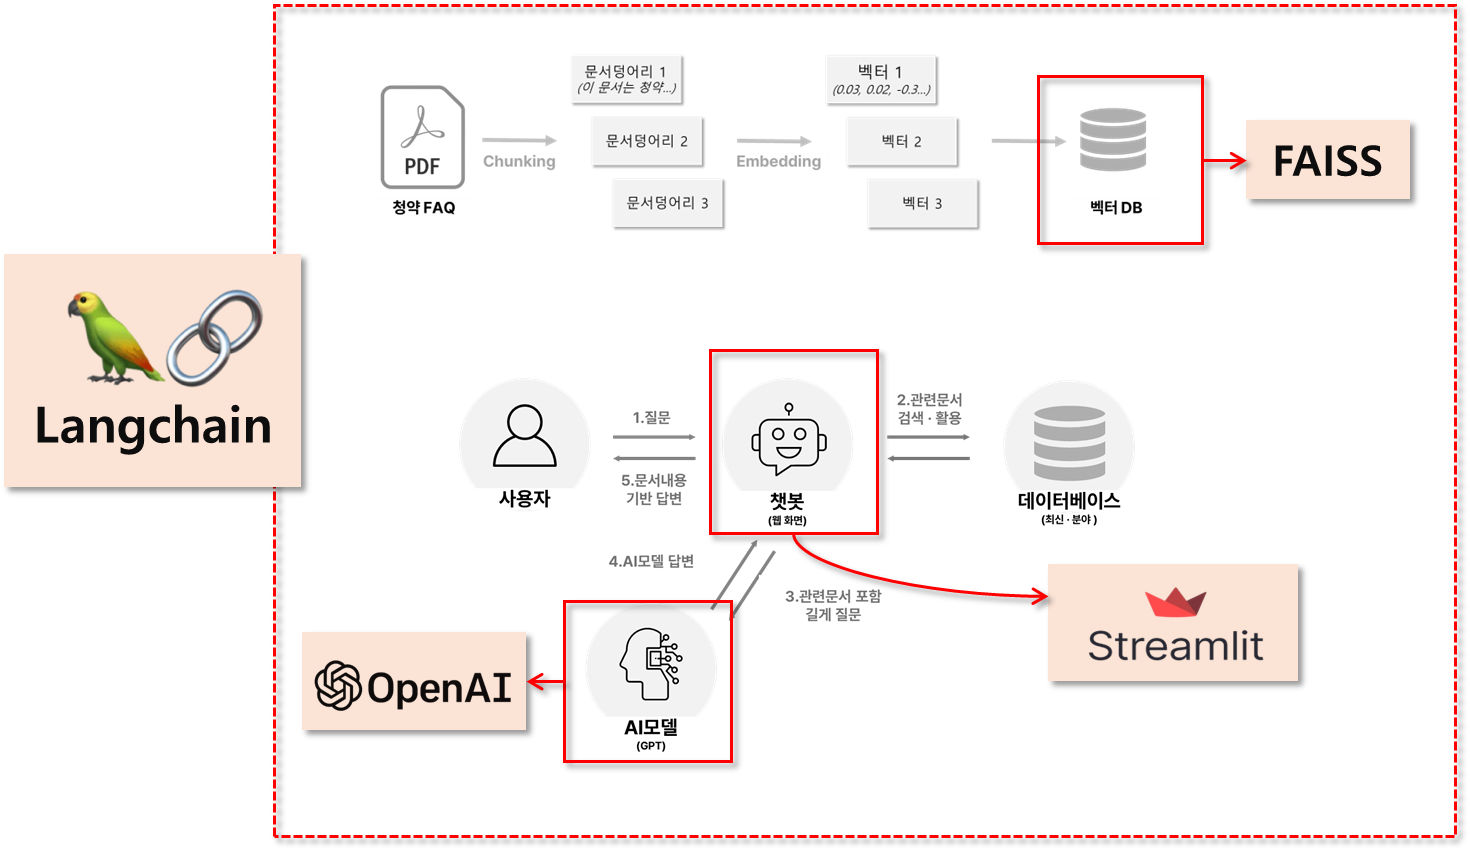 문서덩어리 1
(이 문서는 청약...)
벡터 1
(0.03, 0.02, -0.3...)
PDF
청약 FAQ
Chunking
문서덩어리 2
문서덩어리 3
Embedding
벡터 2
벡터 3
벡터 DB
FAISS
Langchain
사용자
1.질문
5.문서내용
기반 답변
챗봇
(웹 화면)
2.관련문서
검색 · 활용
데이터베이스
(최신 · 분야 )
4.AI모델 답변
3.관련문서 포함
길게 질문
AI모델
(GPT)
OpenAI
Streamlit